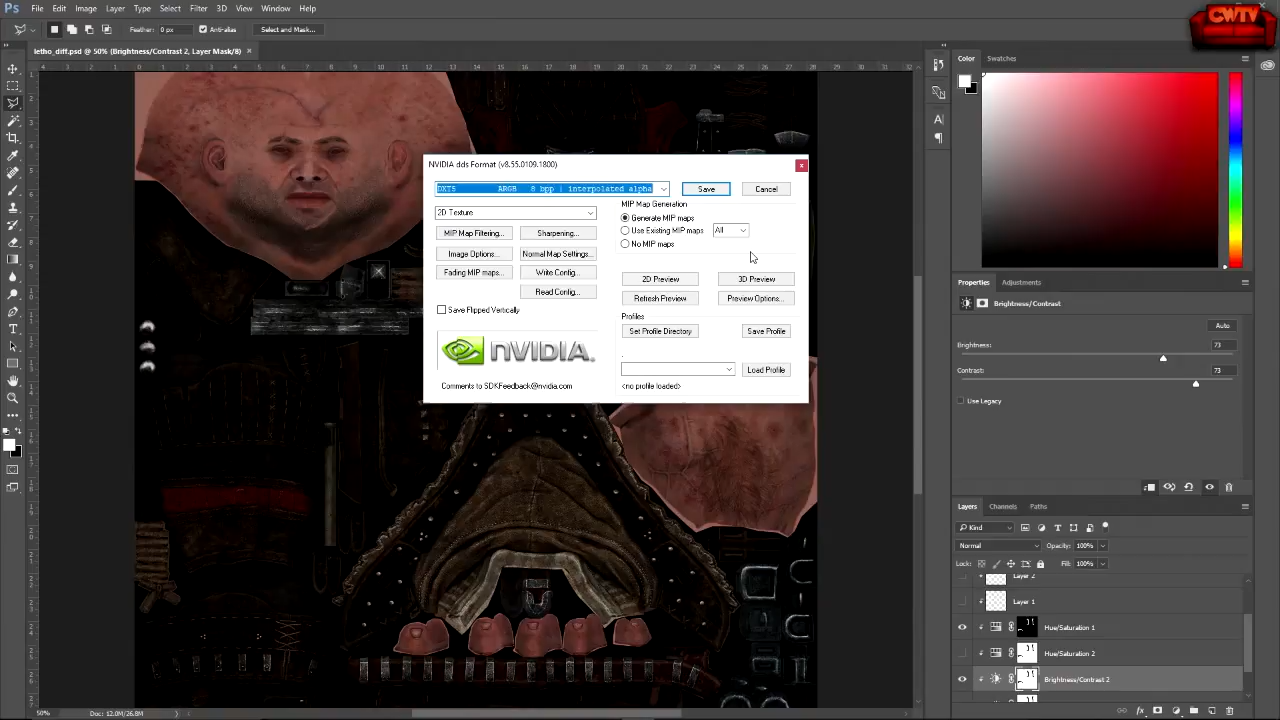 Ps File Edit Image Layer Type Select Filter 3D View Window Help
CWTV
Feather: 0 px Anti-alias Select and Mask...
letho_diff.psd @ 50% (Brightness/Contrast 2, Layer Mask/8) ×
NVIDIA dds Format (v8.55.0109.1800)
DXT5 ARGB 8 bpp | interpolated alpha
Save
Cancel
2D Texture
MIP Map Generation
Generate MIP maps
Use Existing MIP maps All
No MIP maps
MIP Map Filtering...
Sharpening...
Image Options...
Normal Map Settings...
Fading MIP maps...
Write Config...
Read Config...
2D Preview
3D Preview
Refresh Preview
Preview Options...
Save Flipped Vertically
Profiles
Set Profile Directory
Save Profile
nVIDIA.
Load Profile
Comments to SDKFeedback@nvidia.com
<no profile loaded>
Color Swatches
Properties Adjustments
Brightness/Contrast
Auto
Brightness: 73
Contrast: 73
Use Legacy
Layers Channels Paths
Kind
Normal Opacity: 100%
Lock: Fill: 100%
Layer 2
Layer 1
Hue/Saturation 1
Hue/Saturation 2
Brightness/Contrast 2
50% Doc: 12.0M/26.8M